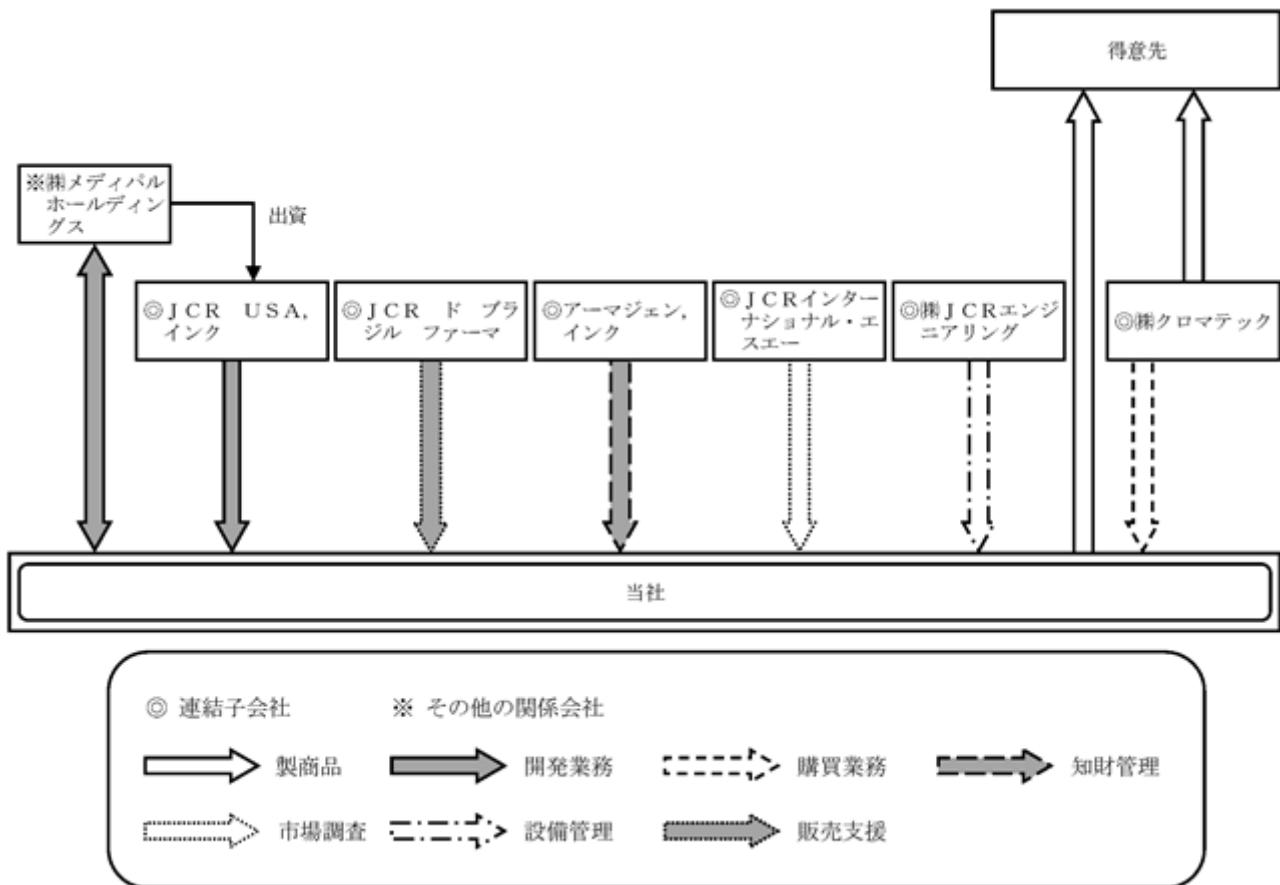 得意先
※㈱メディパル
ホールディン
グス
出資
◎JCR USA,
インク
◎JCR ド ブラ
ジル ファーマ
◎アーマジェン,
インク
◎JCRインター
ナショナル・エ
スエー
◎㈱JCRエンジ
ニアリング
◎㈱クロマテック
当社
◎ 連結子会社 ※ その他の関係会社
製商品 開発業務 購買業務 知財管理
市場調査 設備管理 販売支援